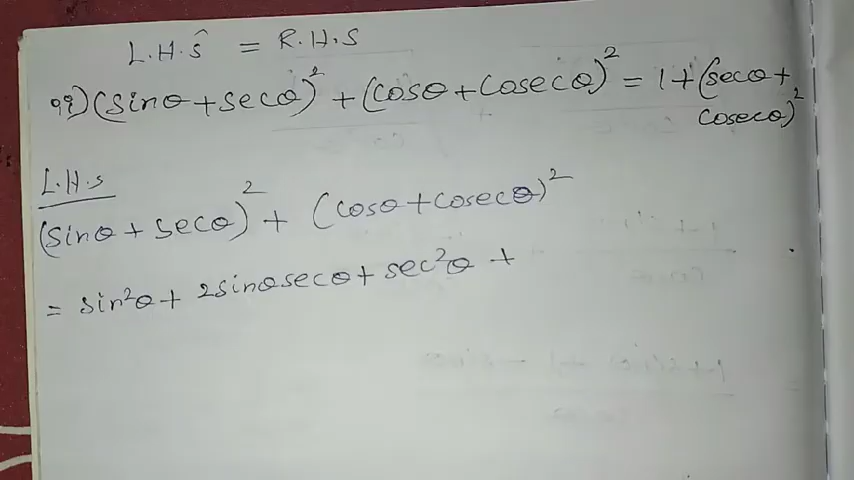 L.H.S = R.H.S
99) (sinθ + secθ)² + (cosθ + cosecθ)² = 1 + (secθ +
cosecθ)²
L.H.S
(sinθ + secθ)² + (cosθ + cosecθ)²
= sin²θ + 2sinθsecθ + sec²θ +